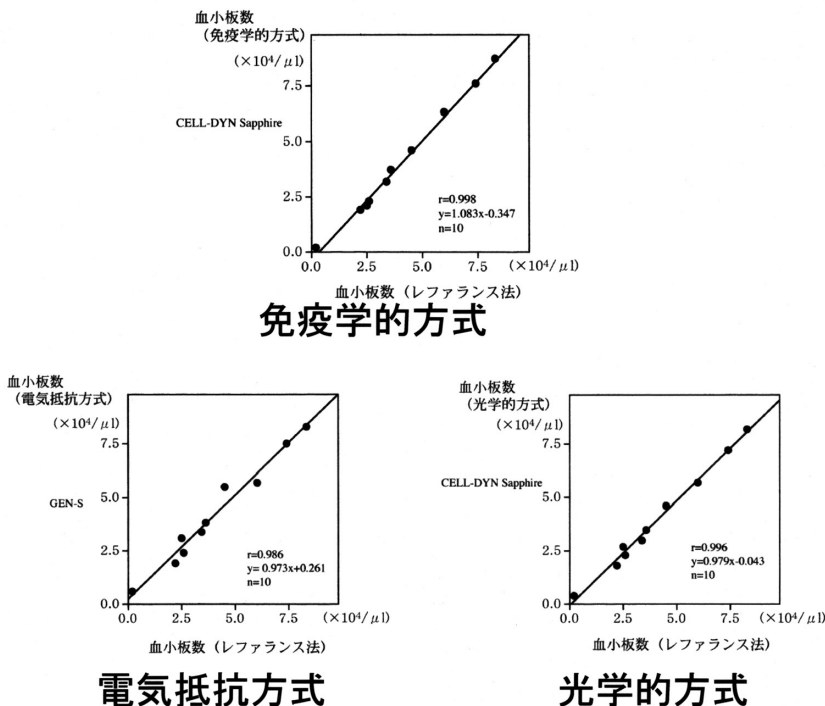 血小板数
(免疫学的方式)
(×10⁴/μl)
7.5
CELL-DYN Sapphire
5.0
2.5
r=0.998
y=1.083x-0.347
n=10
0.0
0.0 2.5 5.0 7.5 (×10⁴/μl)
血小板数 (レファランス法)
免疫学的方式
血小板数
(電気抵抗方式)
(×10⁴/μl)
7.5
GEN-S
5.0
2.5
r=0.986
y= 0.973x+0.261
n=10
0.0
0.0 2.5 5.0 7.5 (×10⁴/μl)
血小板数 (レファランス法)
電気抵抗方式
血小板数
(光学的方式)
(×10⁴/μl)
7.5
CELL-DYN Sapphire
5.0
2.5
r=0.996
y=0.979x-0.043
n=10
0.0
0.0 2.5 5.0 7.5 (×10⁴/μl)
血小板数 (レファランス法)
光学的方式